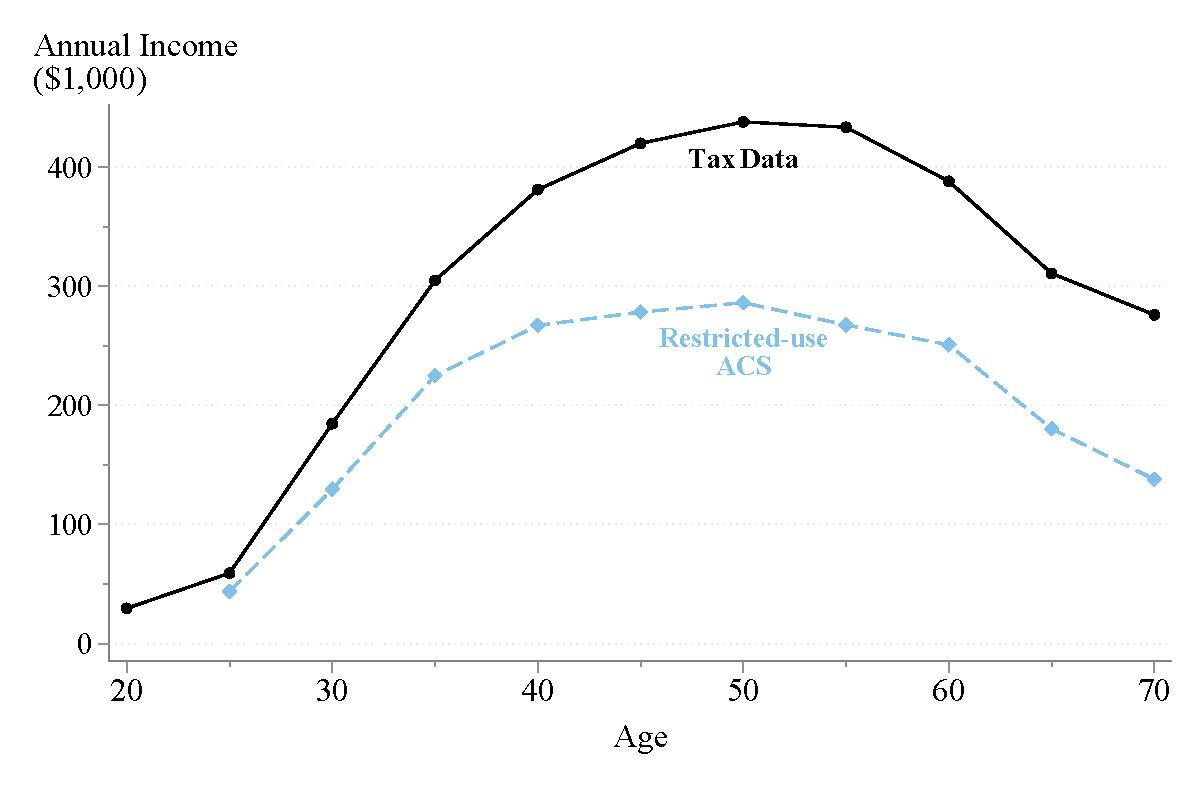 Annual Income
($1,000)
400
Tax Data
300
Restricted-use
ACS
200
100
0
20 30 40 50 60 70
Age